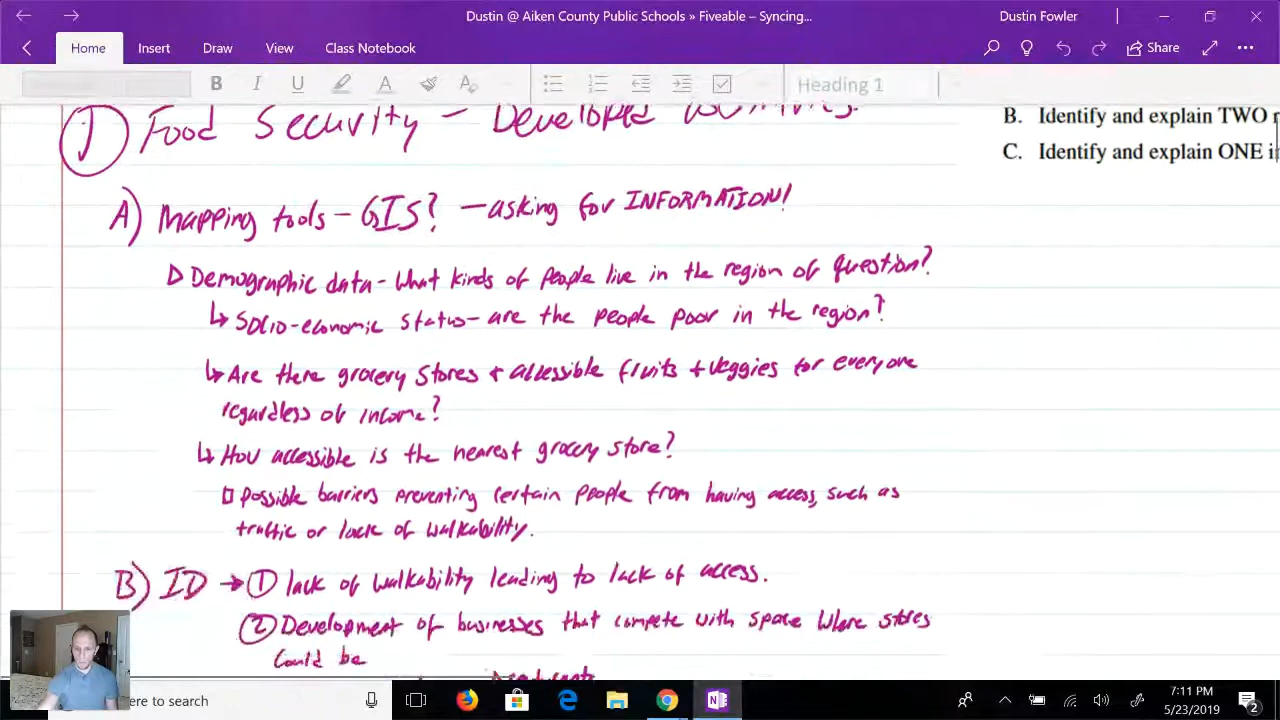 Dustin @ Aiken County Public Schools » Fiveable – Syncing...
Dustin Fowler
Home Insert Draw View Class Notebook
Share
B I U A
Heading 1
1 Food Security – Developed Countries.
B. Identify and explain TWO r
C. Identify and explain ONE i
A) Mapping tools – GIS? – asking for INFORMATION!
Demographic data – What kinds of people live in the region of question?
↳ Socio-economic status – are the people poor in the region?
↳ Are there grocery stores + accessible fruits + veggies for everyone
regardless of income?
↳ How accessible is the nearest grocery store?
Possible barriers preventing certain people from having access, such as
traffic or lack of walkability.
B) ID → 1 lack of walkability leading to lack of access.
2 Development of businesses that compete with space where stores
could be
ere to search
7:11 PM
5/23/2019
2